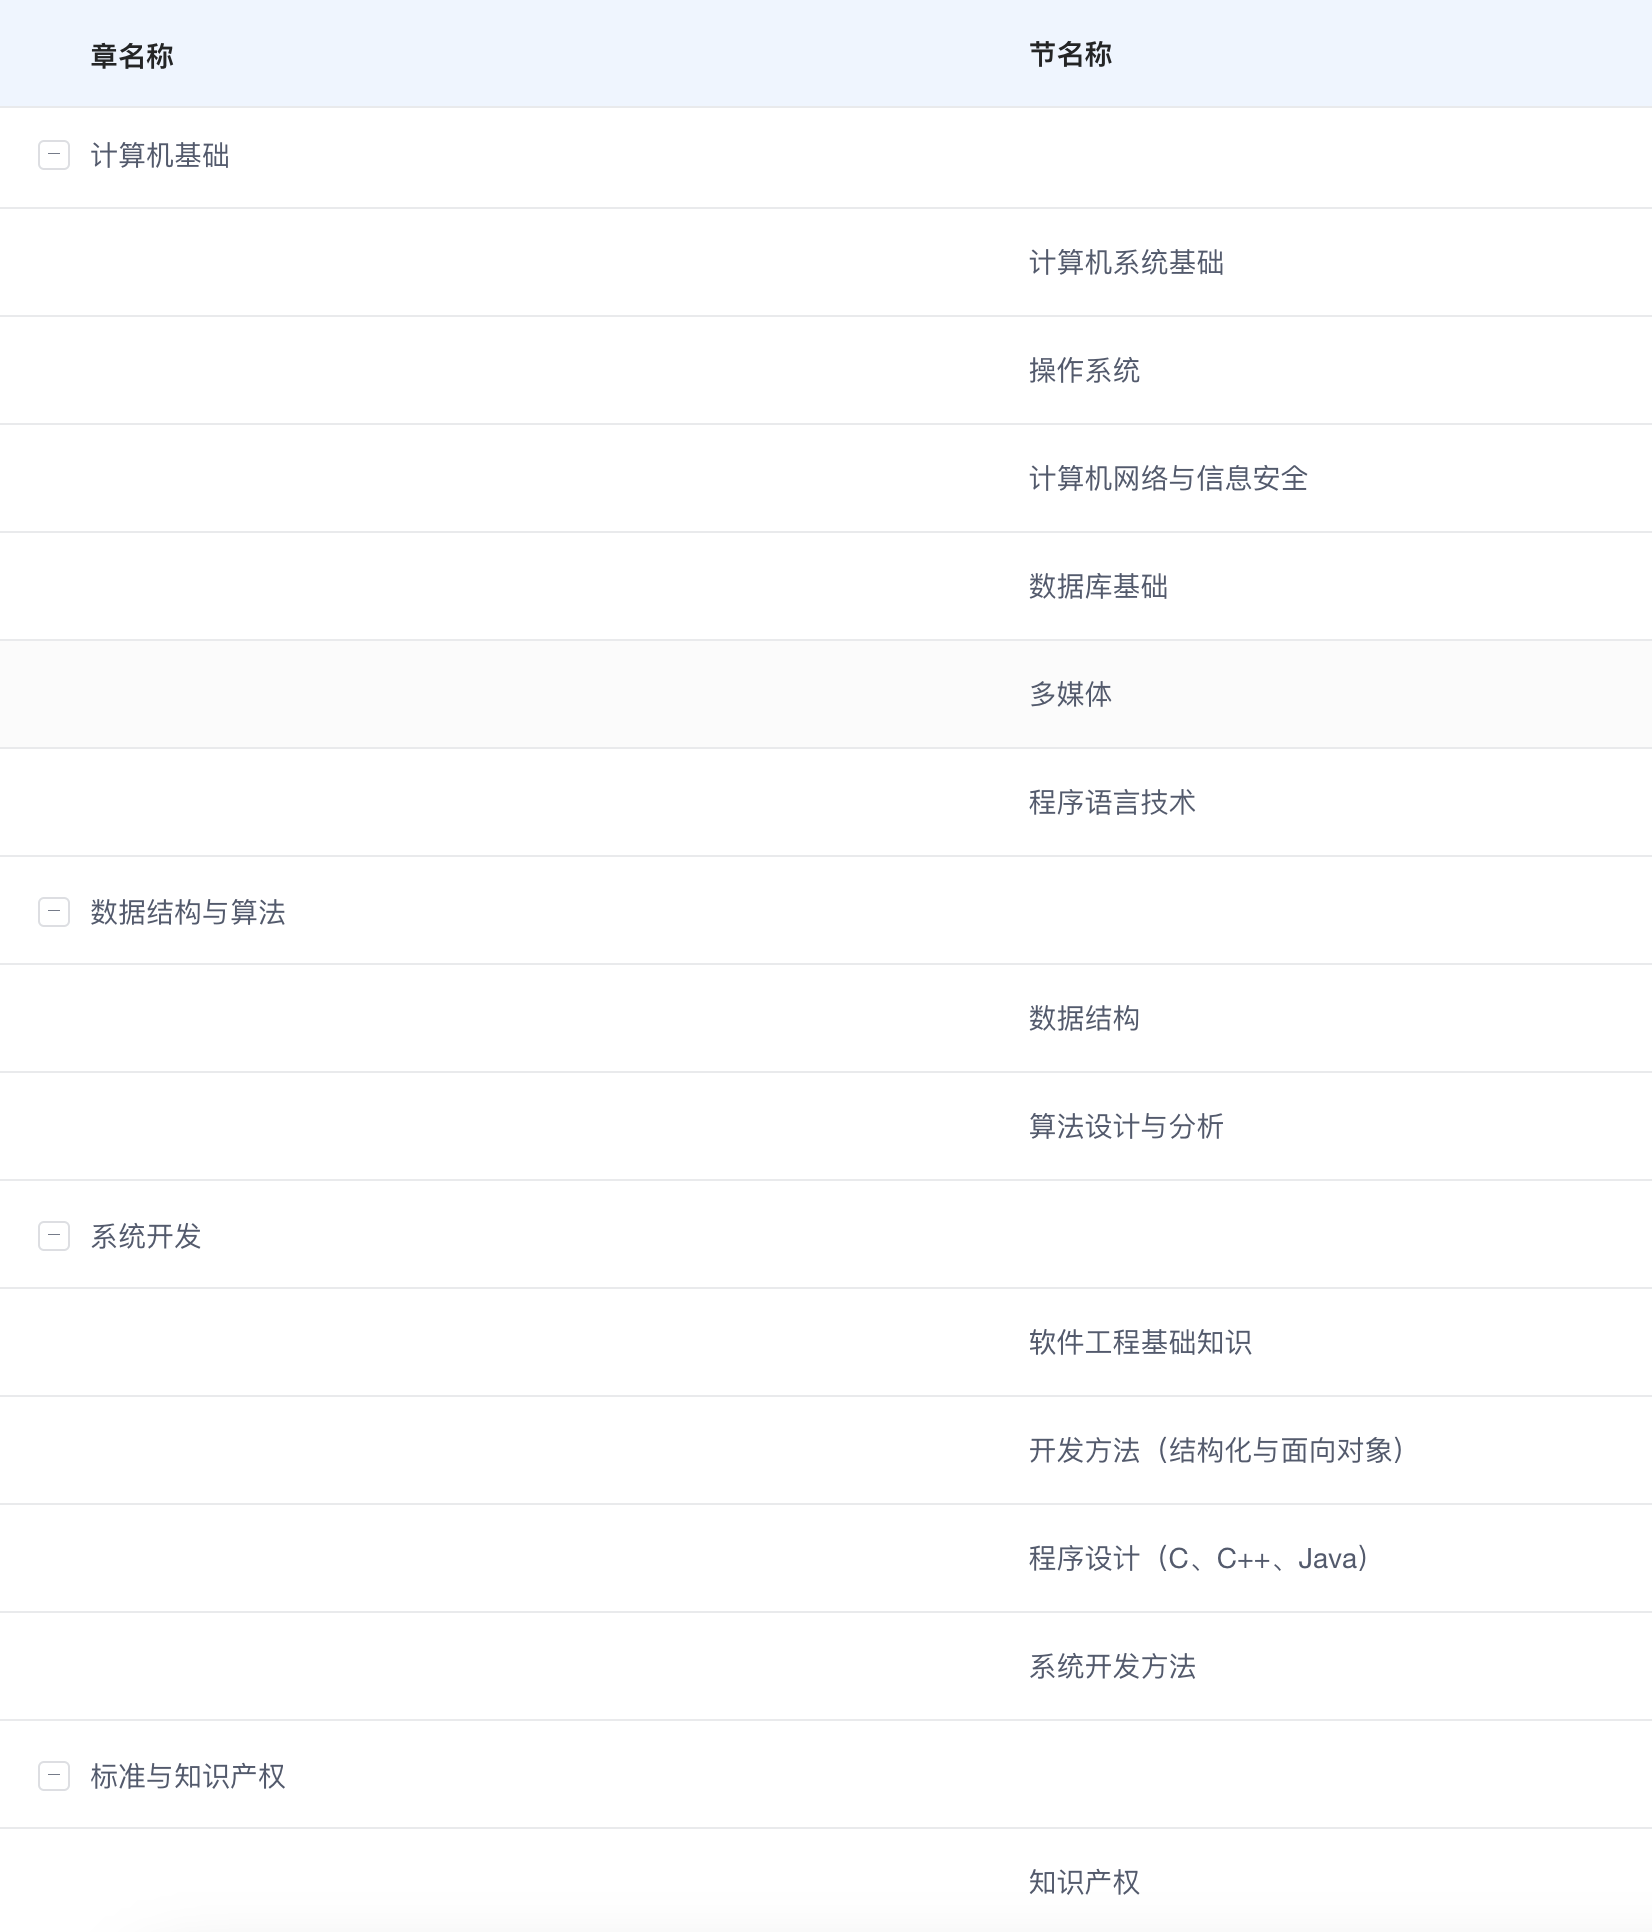 章名称 节名称
计算机基础
计算机系统基础
操作系统
计算机网络与信息安全
数据库基础
多媒体
程序语言技术
数据结构与算法
数据结构
算法设计与分析
系统开发
软件工程基础知识
开发方法（结构化与面向对象）
程序设计（C、C++、Java）
系统开发方法
标准与知识产权
知识产权